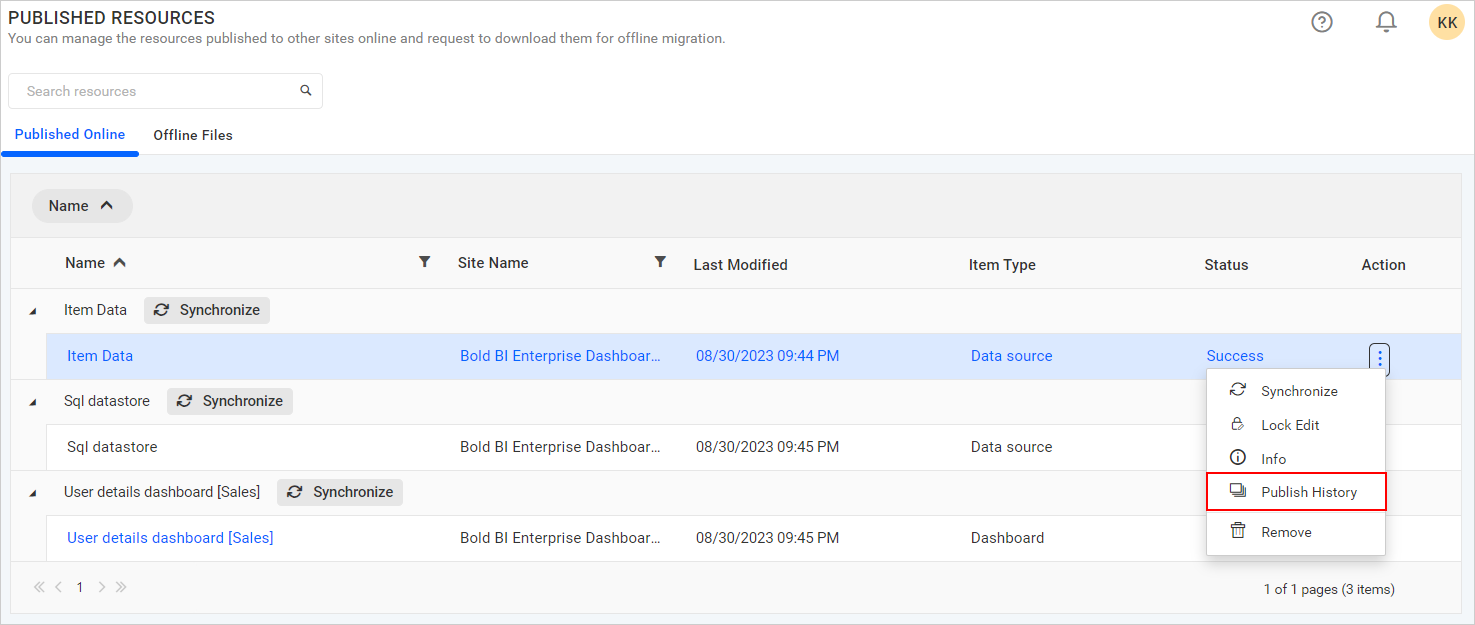 PUBLISHED RESOURCES
You can manage the resources published to other sites online and request to download them for offline migration.
KK
Search resources
Published Online Offline Files
Name
Name Site Name Last Modified Item Type Status Action
Item Data Synchronize
Item Data Bold BI Enterprise Dashboar... 08/30/2023 09:44 PM Data source Success
Synchronize
Lock Edit
Info
Publish History
Remove
Sql datastore Synchronize
Sql datastore Bold BI Enterprise Dashboar... 08/30/2023 09:45 PM Data source
User details dashboard [Sales] Synchronize
User details dashboard [Sales] Bold BI Enterprise Dashboar... 08/30/2023 09:45 PM Dashboard
1
1 of 1 pages (3 items)